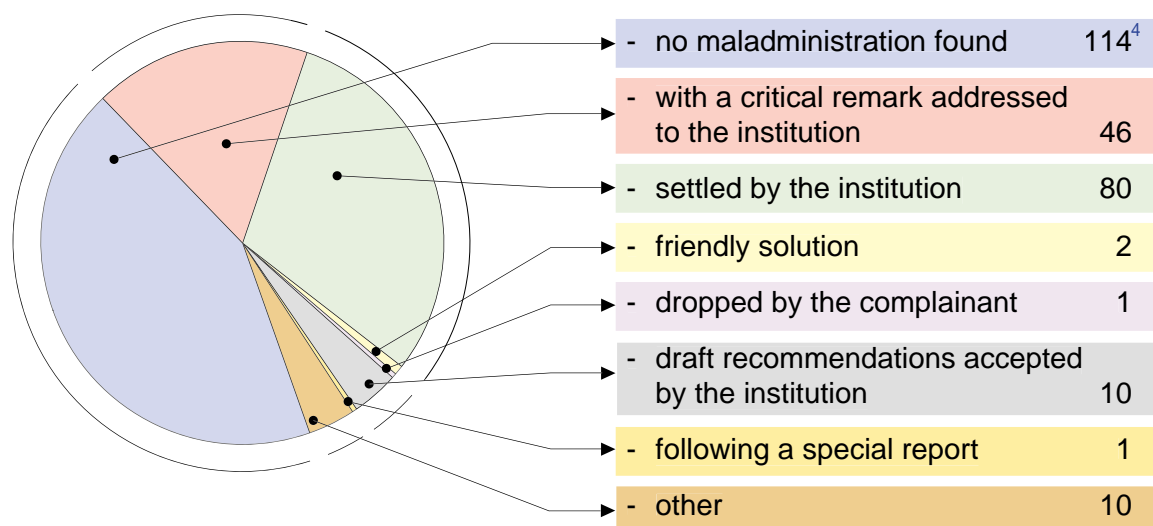 - no maladministration found 114⁴
- with a critical remark addressed
to the institution 46
- settled by the institution 80
- friendly solution 2
- dropped by the complainant 1
- draft recommendations accepted
by the institution 10
- following a special report 1
- other 10